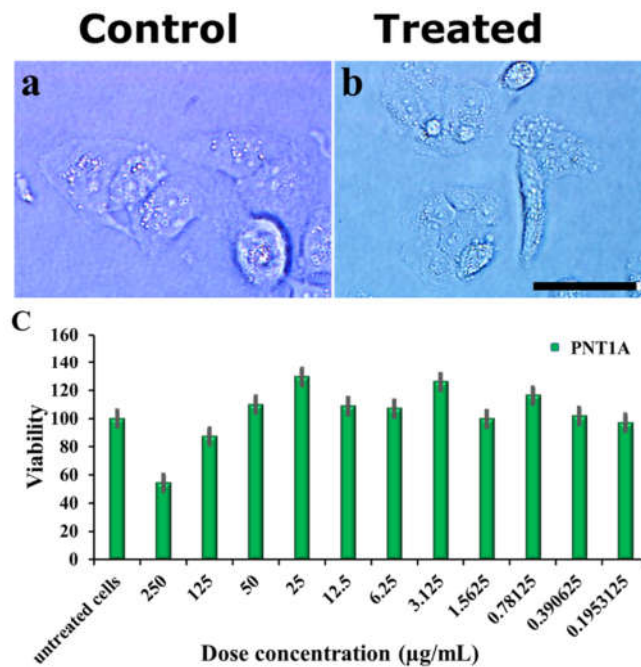 Control Treated
a b
C
160
140
120
100
80
60
40
20
0
Viability
PNT1A
untreated cells 250 125 50 25 12.5 6.25 3.125 1.5625 0.78125 0.390625 0.1953125
Dose concentration (µg/mL)